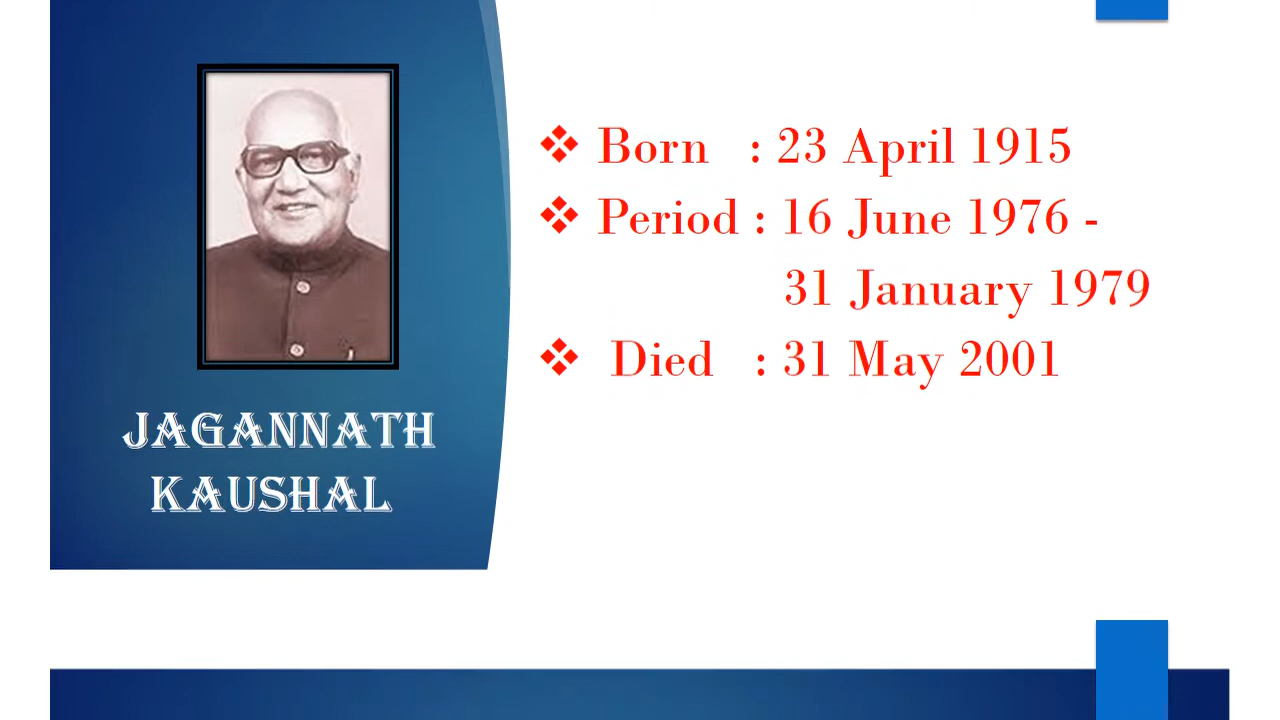 JAGANNATH
KAUSHAL
❖ Born : 23 April 1915
❖ Period : 16 June 1976 -
31 January 1979
❖ Died : 31 May 2001